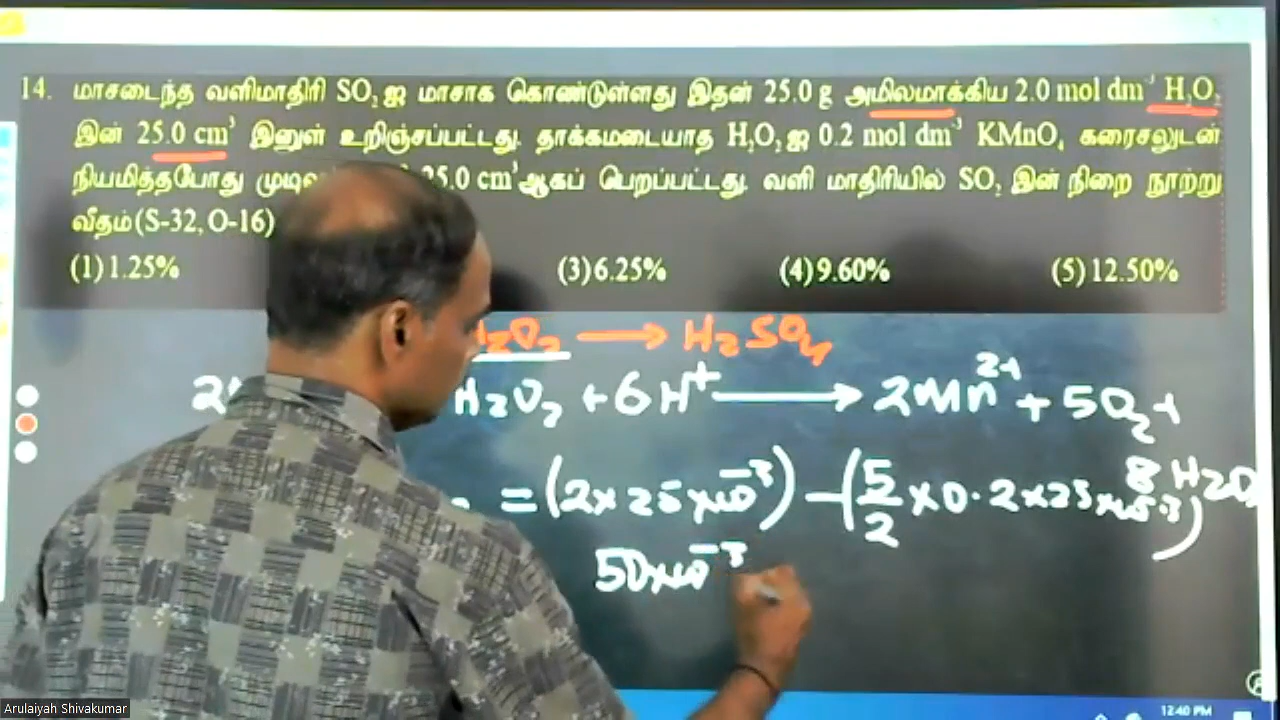 14. மாசடைந்த வளிமாதிரி SO₂ ஐ மாசாக கொண்டுள்ளது இதன் 25.0 g அமிலமாக்கிய 2.0 mol dm⁻³ H₂O₂
இன் 25.0 cm³ இனுள் உறிஞ்சப்பட்டது. தாக்கமடையாத H₂O₂ ஐ 0.2 mol dm⁻³ KMnO₄ கரைசலுடன்
நியமித்தபோது 25.0 cm³ ஆகப் பெறப்பட்டது. வளி மாதிரியில் SO₂ இன் நிறை நூற்று
வீதம் (S-32, O-16)
(1) 1.25% (3) 6.25% (4) 9.60% (5) 12.50%
H₂O₂ → H₂SO₄
H₂O₂ + 6H⁺ → 2Mn²⁺ + 5O₂ +
8H₂O
= (2 × 25 × 10⁻³) − (5/2 × 0.2 × 25 × 10⁻³)
50 × 10⁻³
Arulaiyah Shivakumar
12:40 PM